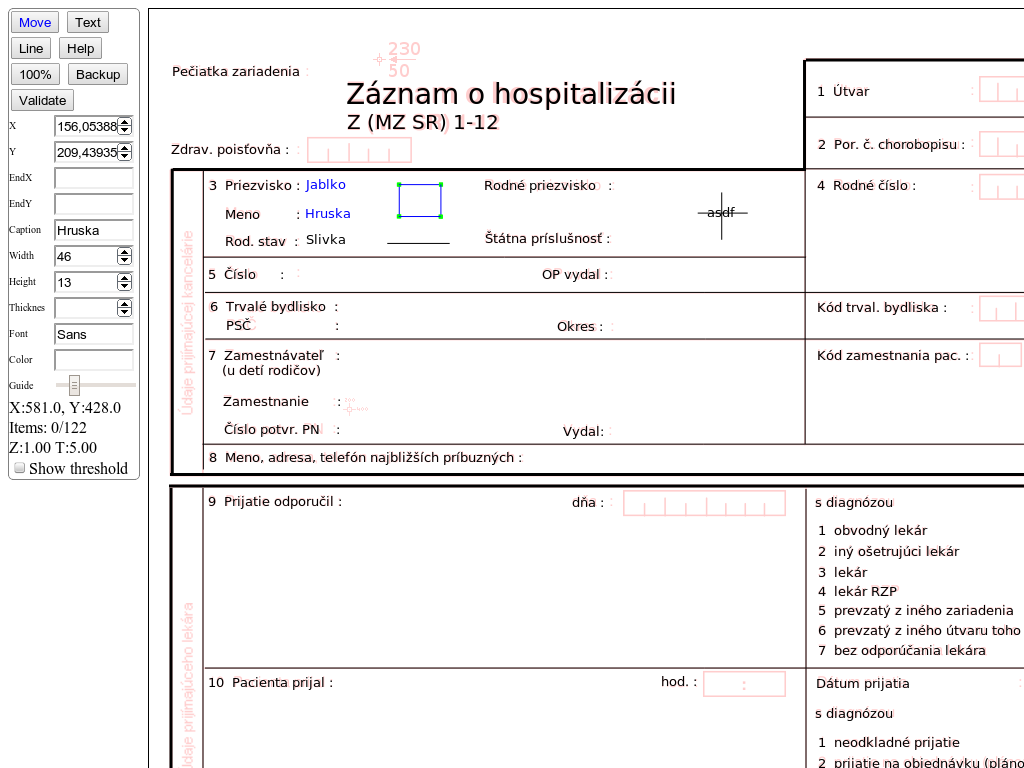 Move Text
Line Help
100% Backup
Validate
X 156,05388
Y 209,43935
EndX
EndY
Caption Hruska
Width 46
Height 13
Thicknes
Font Sans
Color
Guide
X:581.0, Y:428.0
Items: 0/122
Z:1.00 T:5.00
Show threshold
230
50
Pečiatka zariadenia
Záznam o hospitalizácii
Z (MZ SR) 1-12
Zdrav. poisťovňa :
1 Útvar
2 Por. č. chorobopisu :
3 Priezvisko : Jablko
Rodné priezvisko :
4 Rodné číslo :
Meno : Hruska
asdf
Rod. stav : Slivka
Štátna príslušnosť :
5 Číslo :
OP vydal :
6 Trvalé bydlisko :
Kód trval. bydliska :
PSČ :
Okres :
7 Zamestnávateľ :
(u detí rodičov)
Kód zamestnania pac. :
Zamestnanie :
Číslo potvr. PN :
Vydal:
8 Meno, adresa, telefón najbližších príbuzných :
Údaje prijímajúcej kancelárie
9 Prijatie odporučil :
dňa :
s diagnózou
1 obvodný lekár
2 iný ošetrujúci lekár
3 lekár
4 lekár RZP
5 prevzatý z iného zariadenia
6 prevzatý z iného útvaru toho
7 bez odporúčania lekára
10 Pacienta prijal :
hod. :
:
Dátum prijatia
s diagnózou
1 neodkladné prijatie
2 prijatie na objednávku (pláno
daje prijímajúceho lekára